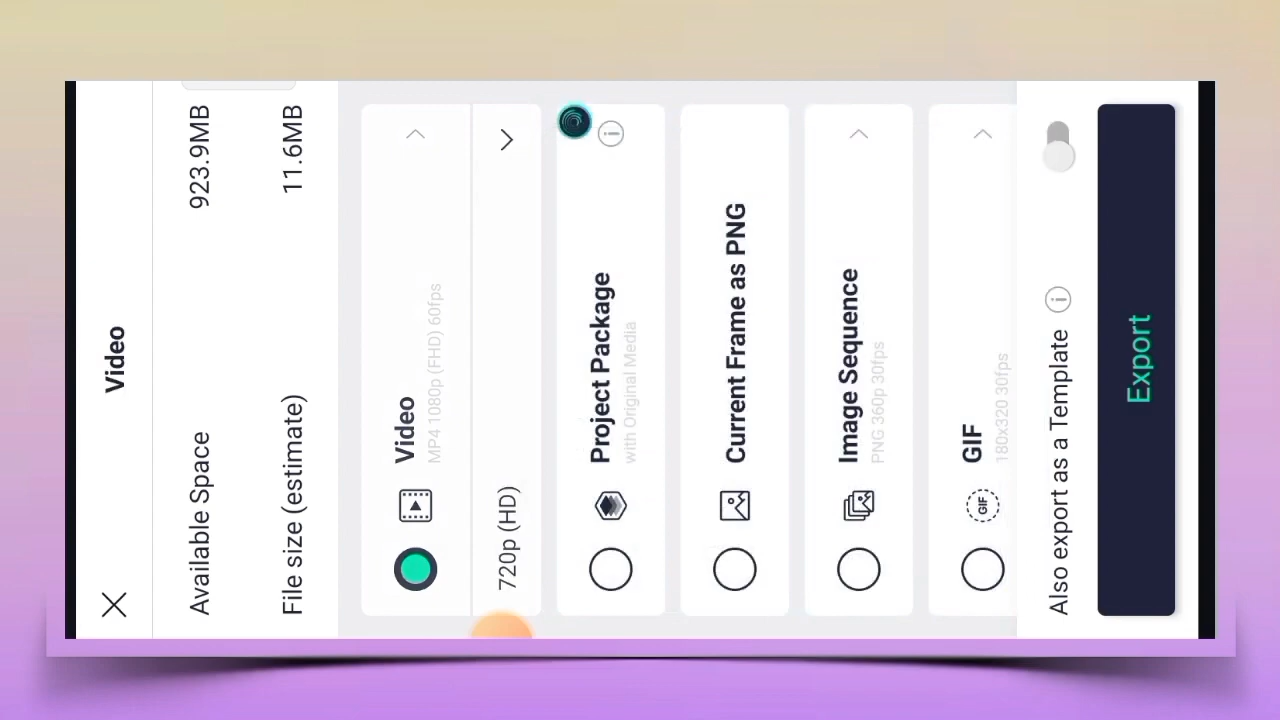 Video
Available Space 923.9MB
File size (estimate) 11.6MB
Video
MP4 1080p (FHD) 60fps
720p (HD)
Project Package
with Original Media
Current Frame as PNG
Image Sequence
PNG 360p 30fps
GIF
GIF
180x320 30fps
Also export as a Template
Export